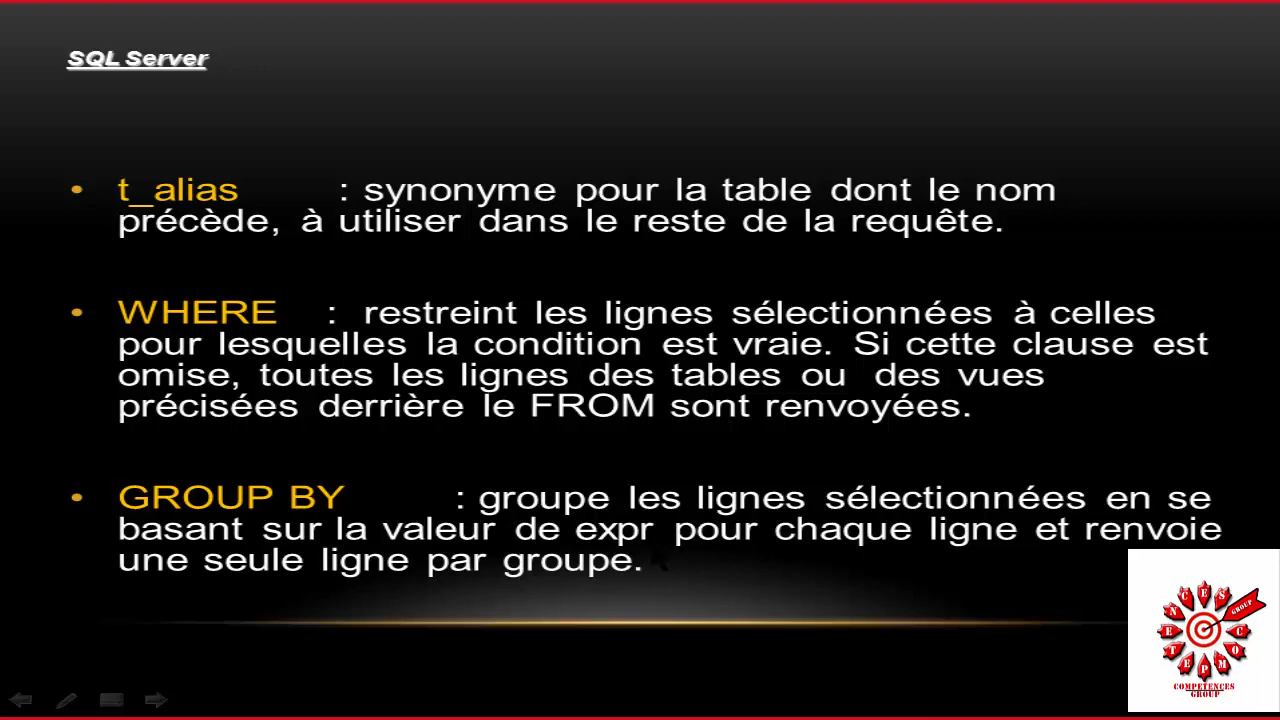 SQL Server
• t_alias : synonyme pour la table dont le nom
précède, à utiliser dans le reste de la requête.
• WHERE : restreint les lignes sélectionnées à celles
pour lesquelles la condition est vraie. Si cette clause est
omise, toutes les lignes des tables ou des vues
précisées derrière le FROM sont renvoyées.
• GROUP BY : groupe les lignes sélectionnées en se
basant sur la valeur de expr pour chaque ligne et renvoie
une seule ligne par groupe.
COMPETENCES
GROUP
COMPETENCES
GROUP